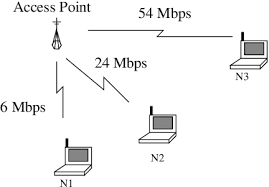 Access Point
54 Mbps
24 Mbps
6 Mbps
N3
N2
N1